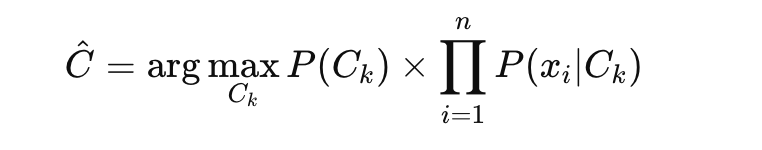 Ĉ = arg max_{C_k} P(C_k) × ∏_{i=1}^{n} P(x_i|C_k)